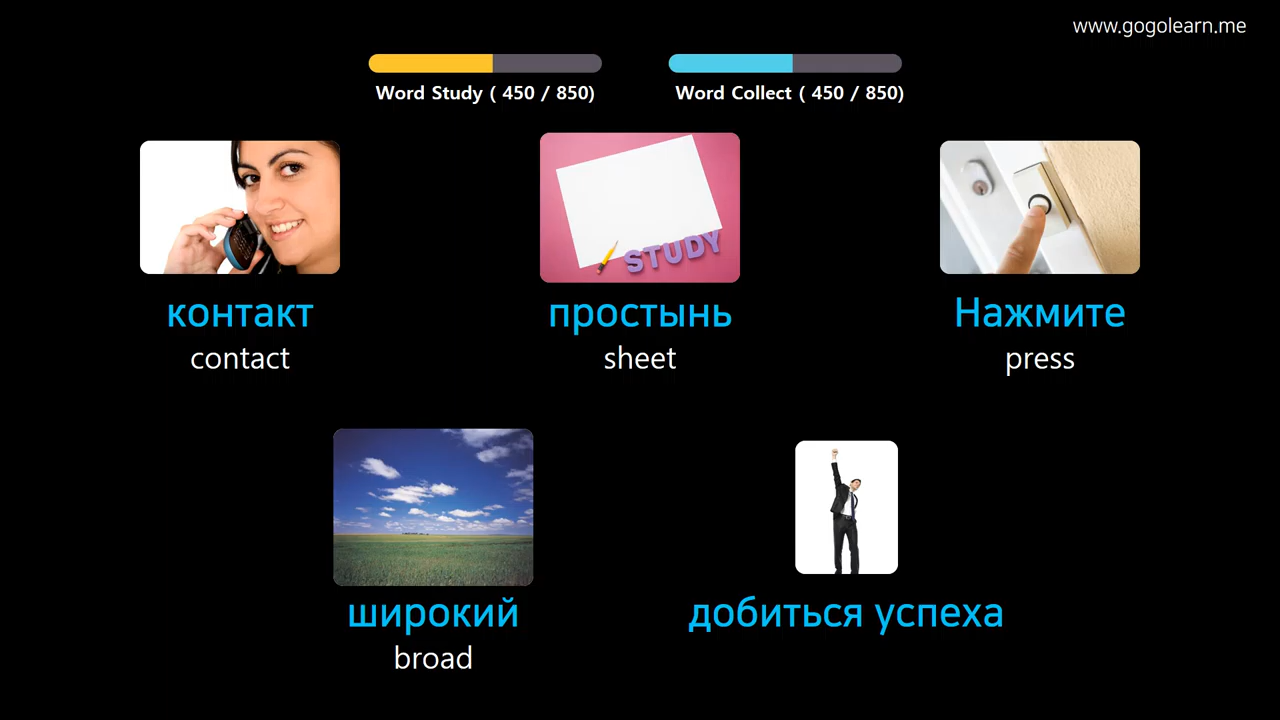 www.gogolearn.me
Word Study ( 450 / 850)
Word Collect ( 450 / 850)
STUDY
контакт
contact
простынь
sheet
Нажмите
press
широкий
broad
добиться успеха